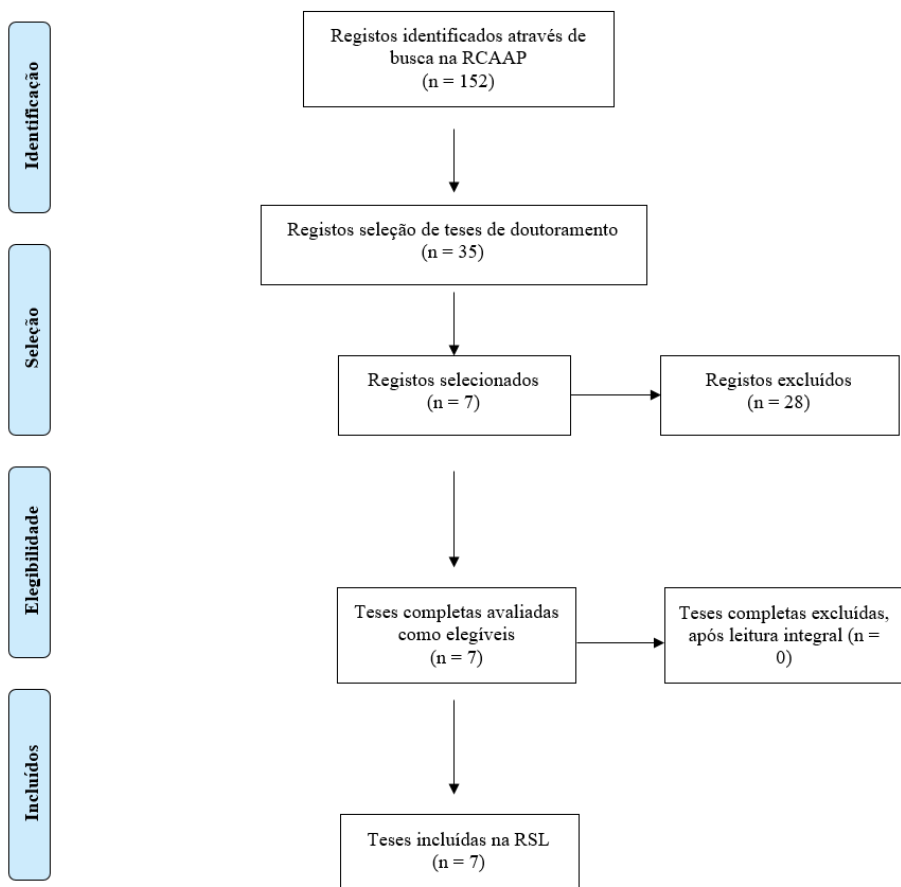 Identificação
Registos identificados através de
busca na RCAAP
(n = 152)
Registos seleção de teses de doutoramento
(n = 35)
Seleção
Registos selecionados
(n = 7)
Registos excluídos
(n = 28)
Elegibilidade
Teses completas avaliadas
como elegíveis
(n = 7)
Teses completas excluídas,
após leitura integral (n =
0)
Incluídos
Teses incluídas na RSL
(n = 7)